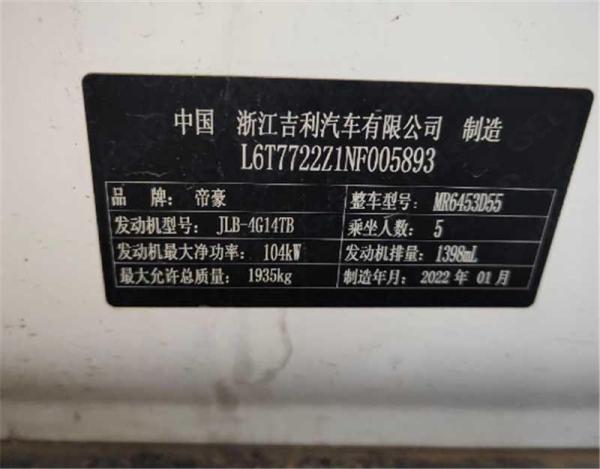 中国 浙江吉利汽车有限公司 制造
L6T7722Z1NF005893
品 牌: 帝豪 整车型号: MR6453D55
发动机型号: JLB-4G14TB 乘坐人数: 5
发动机最大净功率: 104kW 发动机排量: 1398mL
最大允许总质量: 1935kg 制造年月: 2022 年 01 月